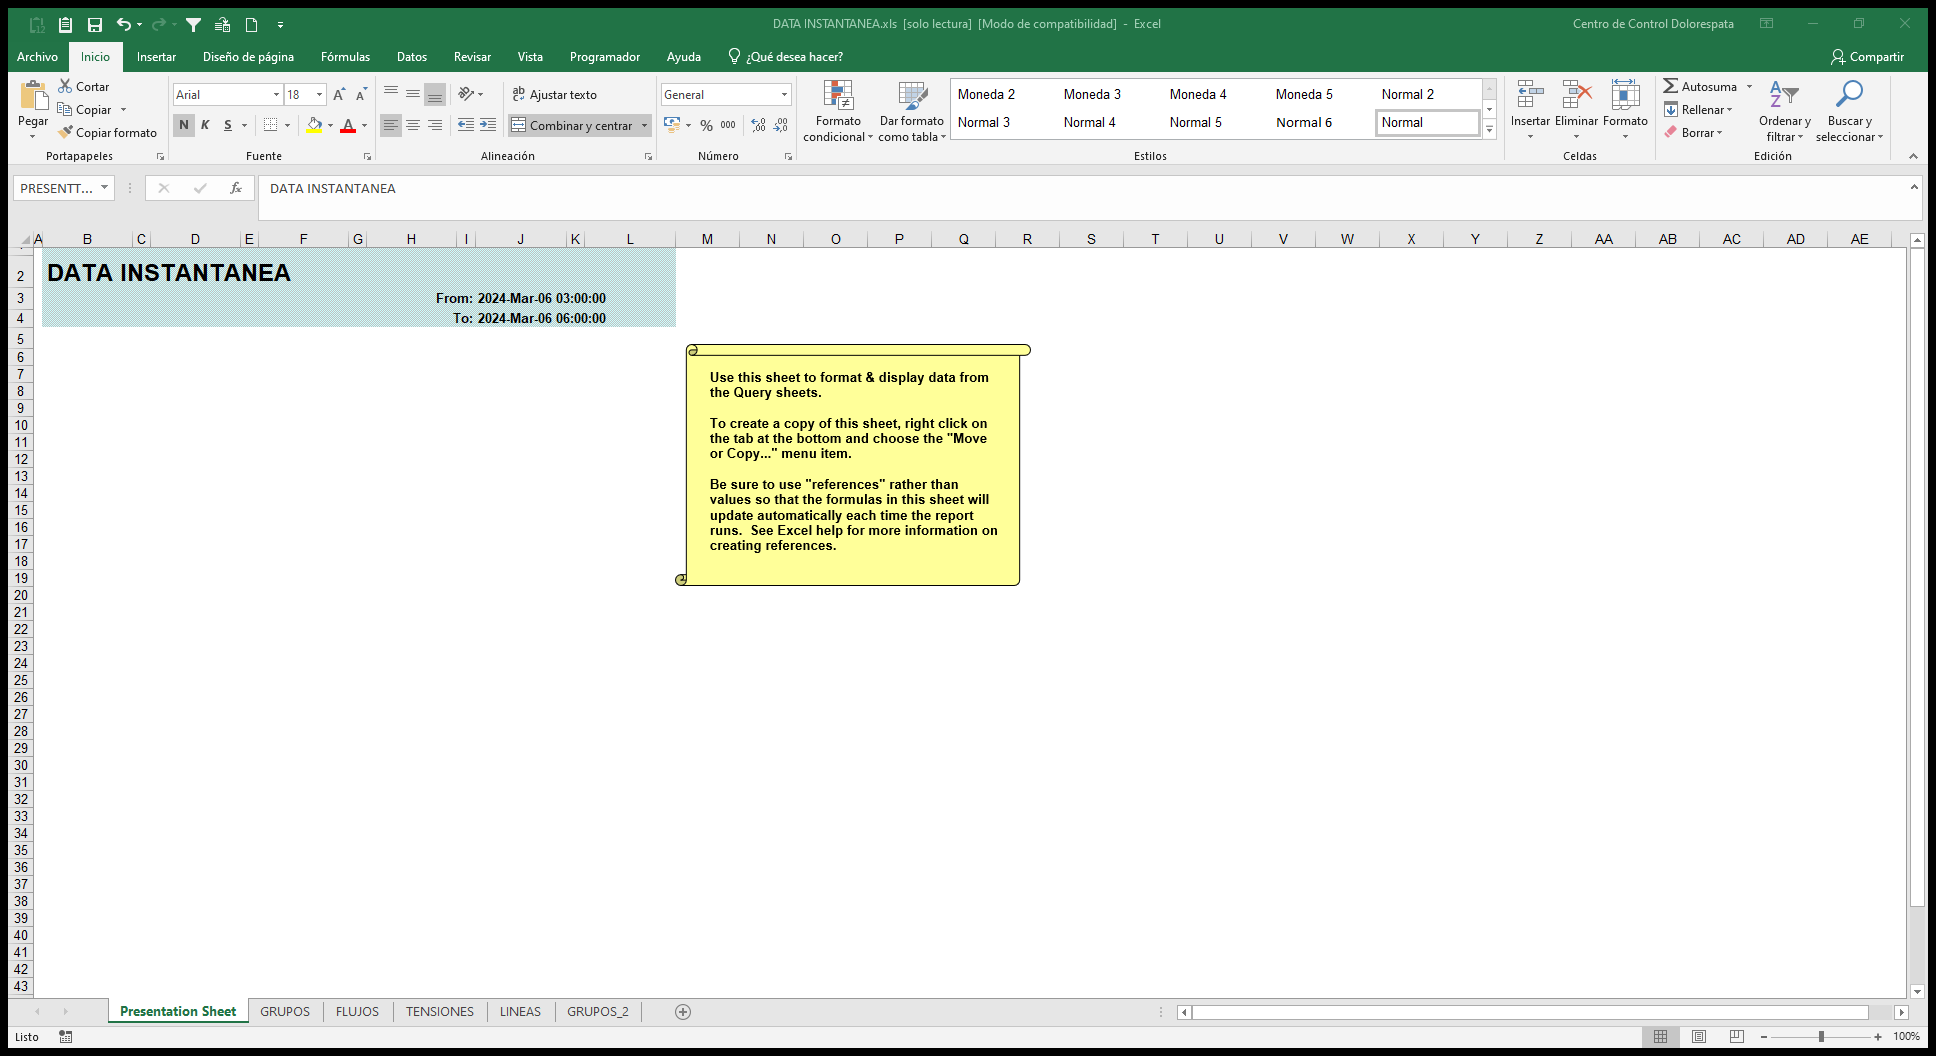 DATA INSTANTANEA.xls  [solo lectura]  [Modo de compatibilidad]  -  Excel
Centro de Control Dolorespata
Archivo Inicio Insertar Diseño de página Fórmulas Datos Revisar Vista Programador Ayuda ¿Qué desea hacer? Compartir
Pegar
Cortar
Copiar
Copiar formato
Portapapeles
Arial 18
N K S
Fuente
Ajustar texto
Combinar y centrar
Alineación
General
% 000
Número
Formato condicional
Dar formato como tabla
Moneda 2 Moneda 3 Moneda 4 Moneda 5 Normal 2
Normal 3 Normal 4 Normal 5 Normal 6 Normal
Estilos
Insertar Eliminar Formato
Celdas
Autosuma
Rellenar
Borrar
Ordenar y filtrar
Buscar y seleccionar
Edición
PRESENTT... fx DATA INSTANTANEA
A B C D E F G H I J K L M N O P Q R S T U V W X Y Z AA AB AC AD AE
2 DATA INSTANTANEA
3 From: 2024-Mar-06 03:00:00
4 To: 2024-Mar-06 06:00:00
5
6
7
8
9
10
11
12
13
14
15
16
17
18
19
20
21
22
23
24
25
26
27
28
29
30
31
32
33
34
35
36
37
38
39
40
41
42
43
Use this sheet to format & display data from
the Query sheets.
To create a copy of this sheet, right click on
the tab at the bottom and choose the "Move
or Copy..." menu item.
Be sure to use "references" rather than
values so that the formulas in this sheet will
update automatically each time the report
runs.  See Excel help for more information on
creating references.
Presentation Sheet GRUPOS FLUJOS TENSIONES LINEAS GRUPOS_2
Listo
100%